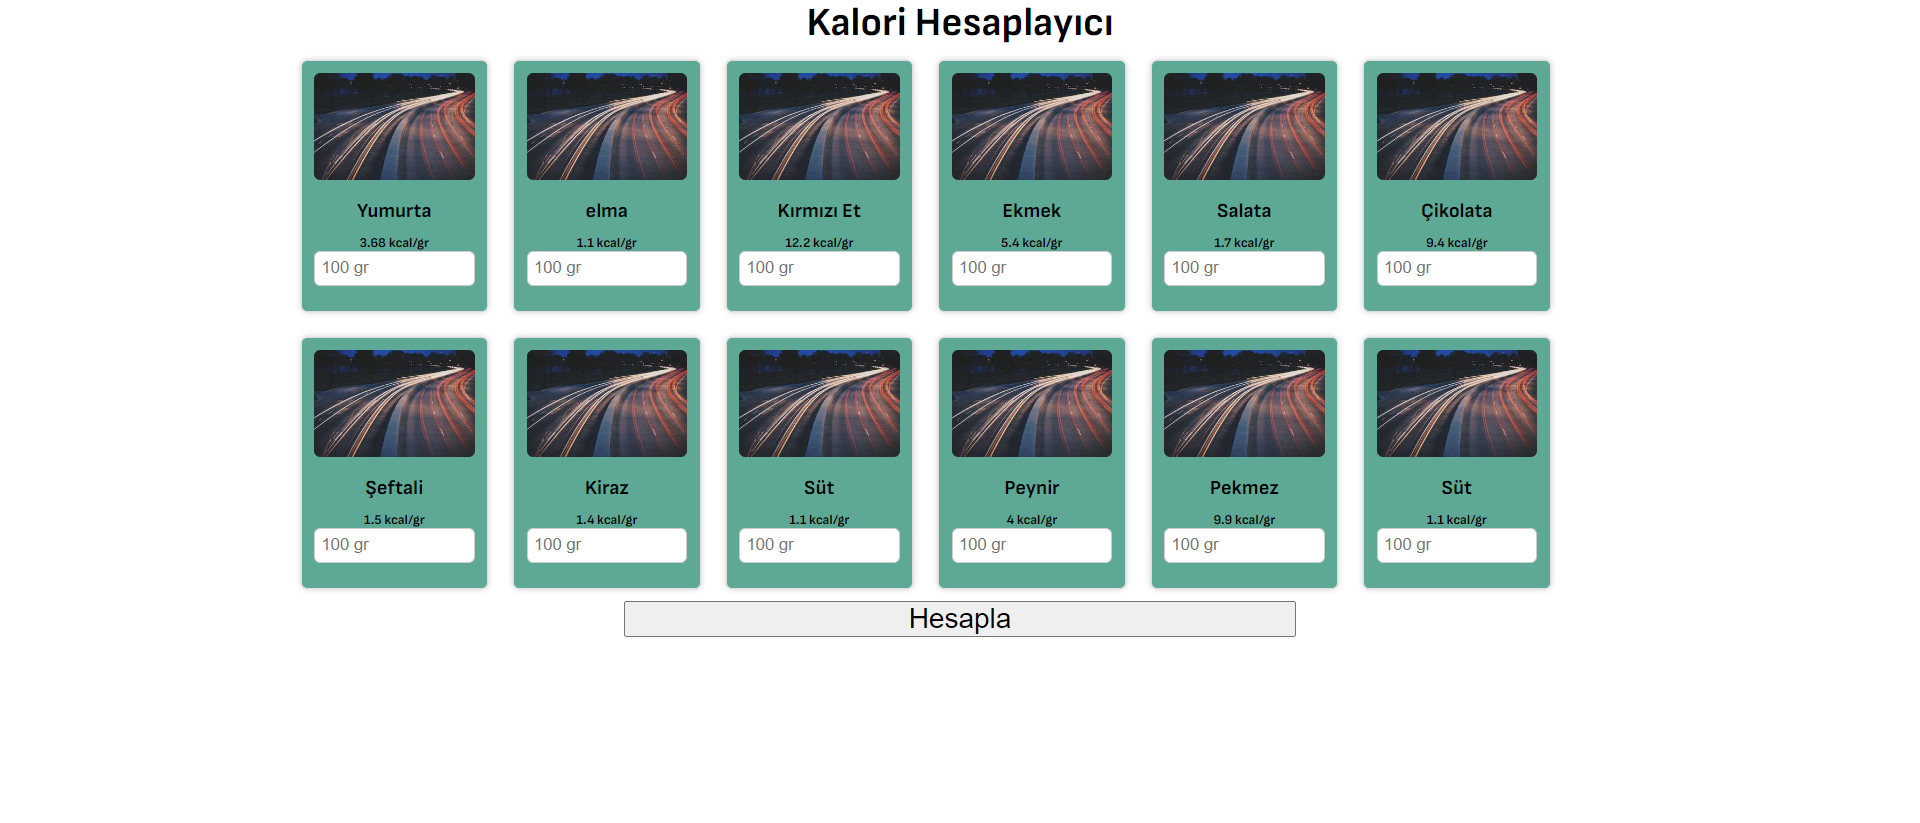 Kalori Hesaplayıcı
Yumurta
3.68 kcal/gr
100 gr
elma
1.1 kcal/gr
100 gr
Kırmızı Et
12.2 kcal/gr
100 gr
Ekmek
5.4 kcal/gr
100 gr
Salata
1.7 kcal/gr
100 gr
Çikolata
9.4 kcal/gr
100 gr
Şeftali
1.5 kcal/gr
100 gr
Kiraz
1.4 kcal/gr
100 gr
Süt
1.1 kcal/gr
100 gr
Peynir
4 kcal/gr
100 gr
Pekmez
9.9 kcal/gr
100 gr
Süt
1.1 kcal/gr
100 gr
Hesapla